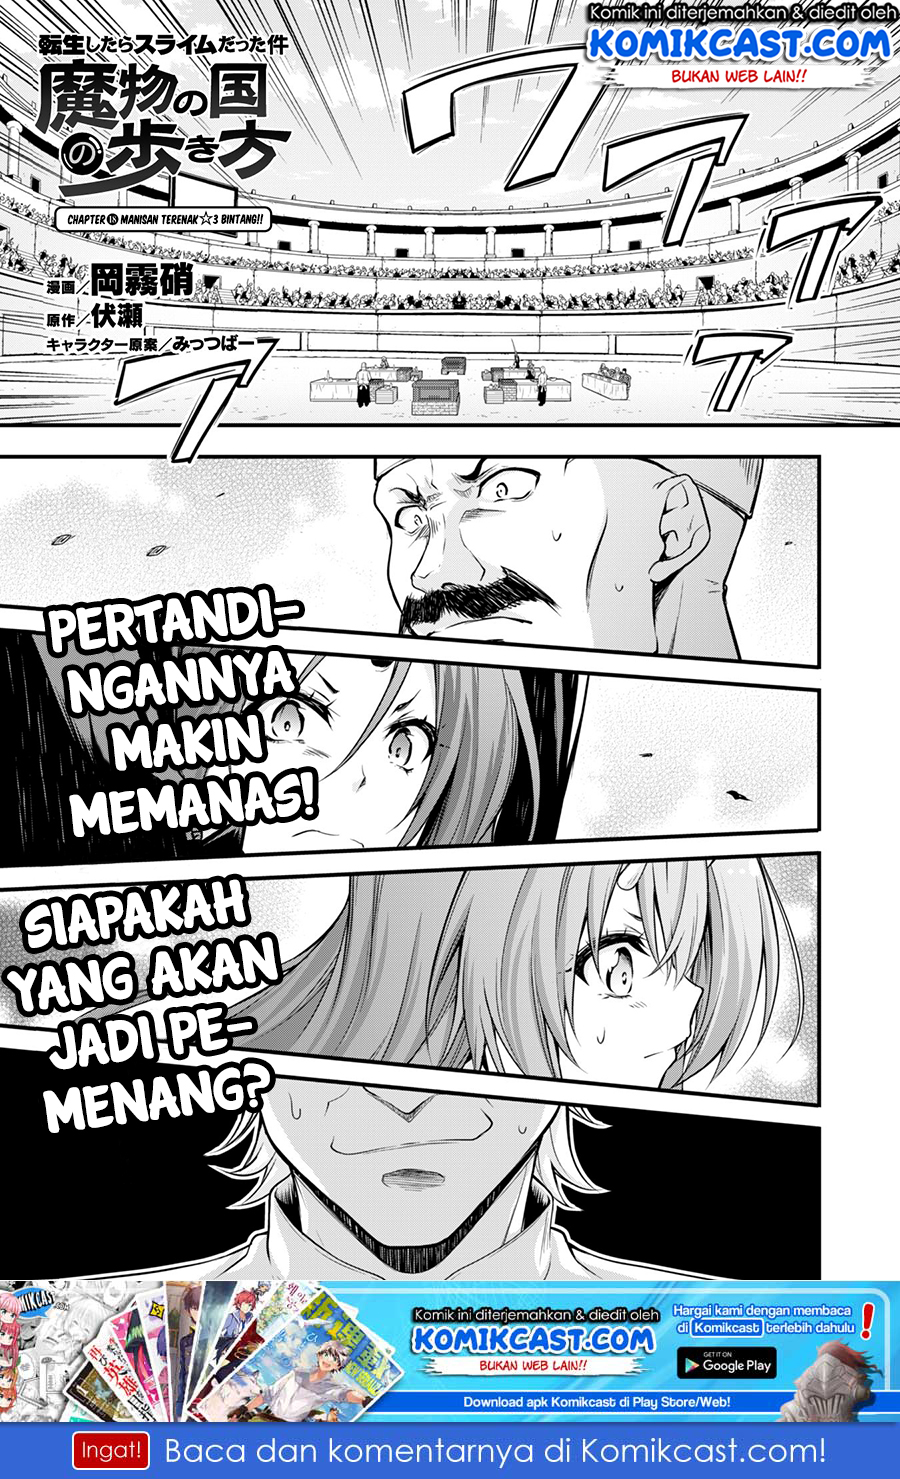 Komik ini diterjemahkan & diedit oleh
KOMIKCAST.COM
BUKAN WEB LAIN!!
転生したらスライムだった件
魔物の国
の歩き方
CHAPTER 18 MANISAN TERENAK☆3 BINTANG!!
漫画/岡霧硝
原作/伏瀬
キャラクター原案/みっつばー
ワァァァァ
PERTANDI-
NGANNYA
MAKIN
MEMANAS!
SIAPAKAH
YANG AKAN
JADI PE-
MENANG?
Komik ini diterjemahkan & diedit oleh
KOMIKCAST.COM
BUKAN WEB LAIN!!
Hargai kami dengan membaca
di Komikcast terlebih dahulu!
GET IT ON
Google Play
Download apk Komikcast di Play Store/Web!
Ingat! Baca dan komentarnya di Komikcast.com!